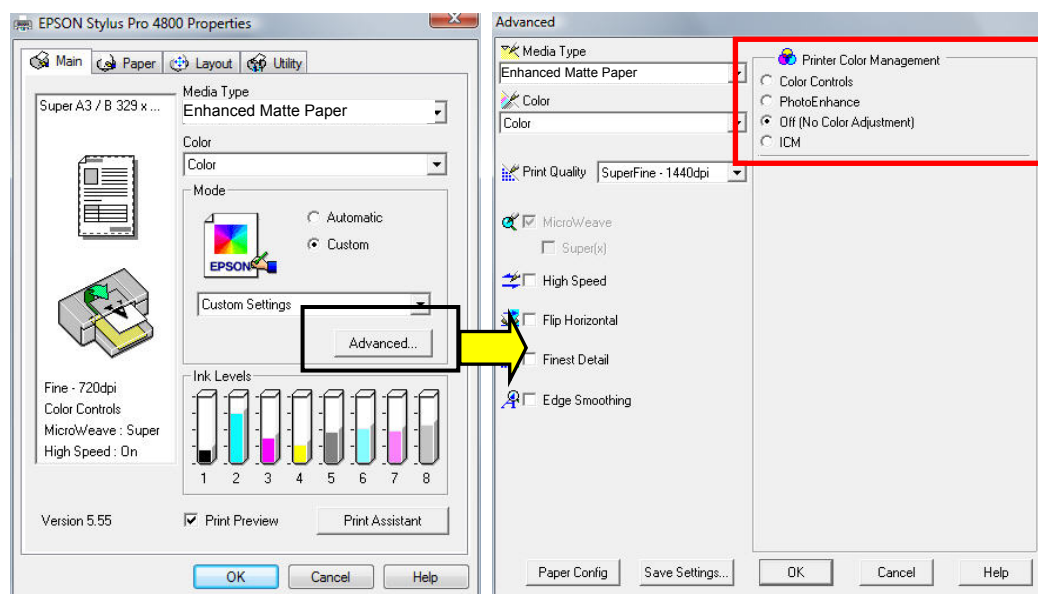 EPSON Stylus Pro 4800 Properties
Main
Paper
Layout
Utility
Super A3 / B 329 x ...
Media Type
Enhanced Matte Paper
Color
Color
Mode
Automatic
Custom
EPSON
Custom Settings
Advanced...
Fine - 720dpi
Color Controls
MicroWeave : Super
High Speed : On
Ink Levels
1 2 3 4 5 6 7 8
Version 5.55
Print Preview
Print Assistant
OK Cancel Help
Advanced
Media Type
Enhanced Matte Paper
Color
Color
Print Quality SuperFine - 1440dpi
MicroWeave
Super(x)
High Speed
Flip Horizontal
Finest Detail
Edge Smoothing
Printer Color Management
Color Controls
PhotoEnhance
Off (No Color Adjustment)
ICM
Paper Config Save Settings... OK Cancel Help